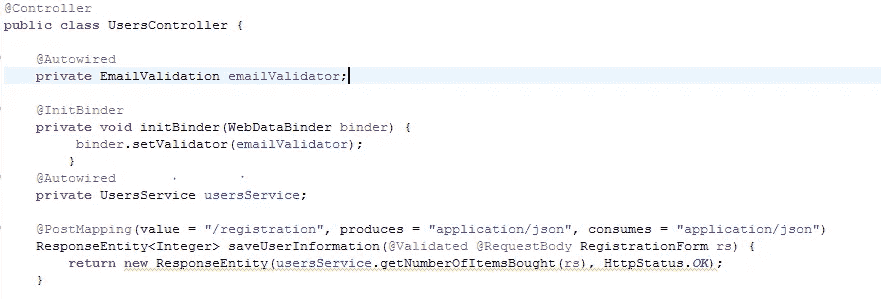 @Controller
public class UsersController {
@Autowired
private EmailValidation emailValidator;
@InitBinder
private void initBinder(WebDataBinder binder) {
binder.setValidator(emailValidator);
}
@Autowired
private UsersService usersService;
@PostMapping(value = "/registration", produces = "application/json", consumes = "application/json")
ResponseEntity<Integer> saveUserInformation(@Validated @RequestBody RegistrationForm rs) {
return new ResponseEntity(usersService.getNumberOfItemsBought(rs), HttpStatus.OK);
}